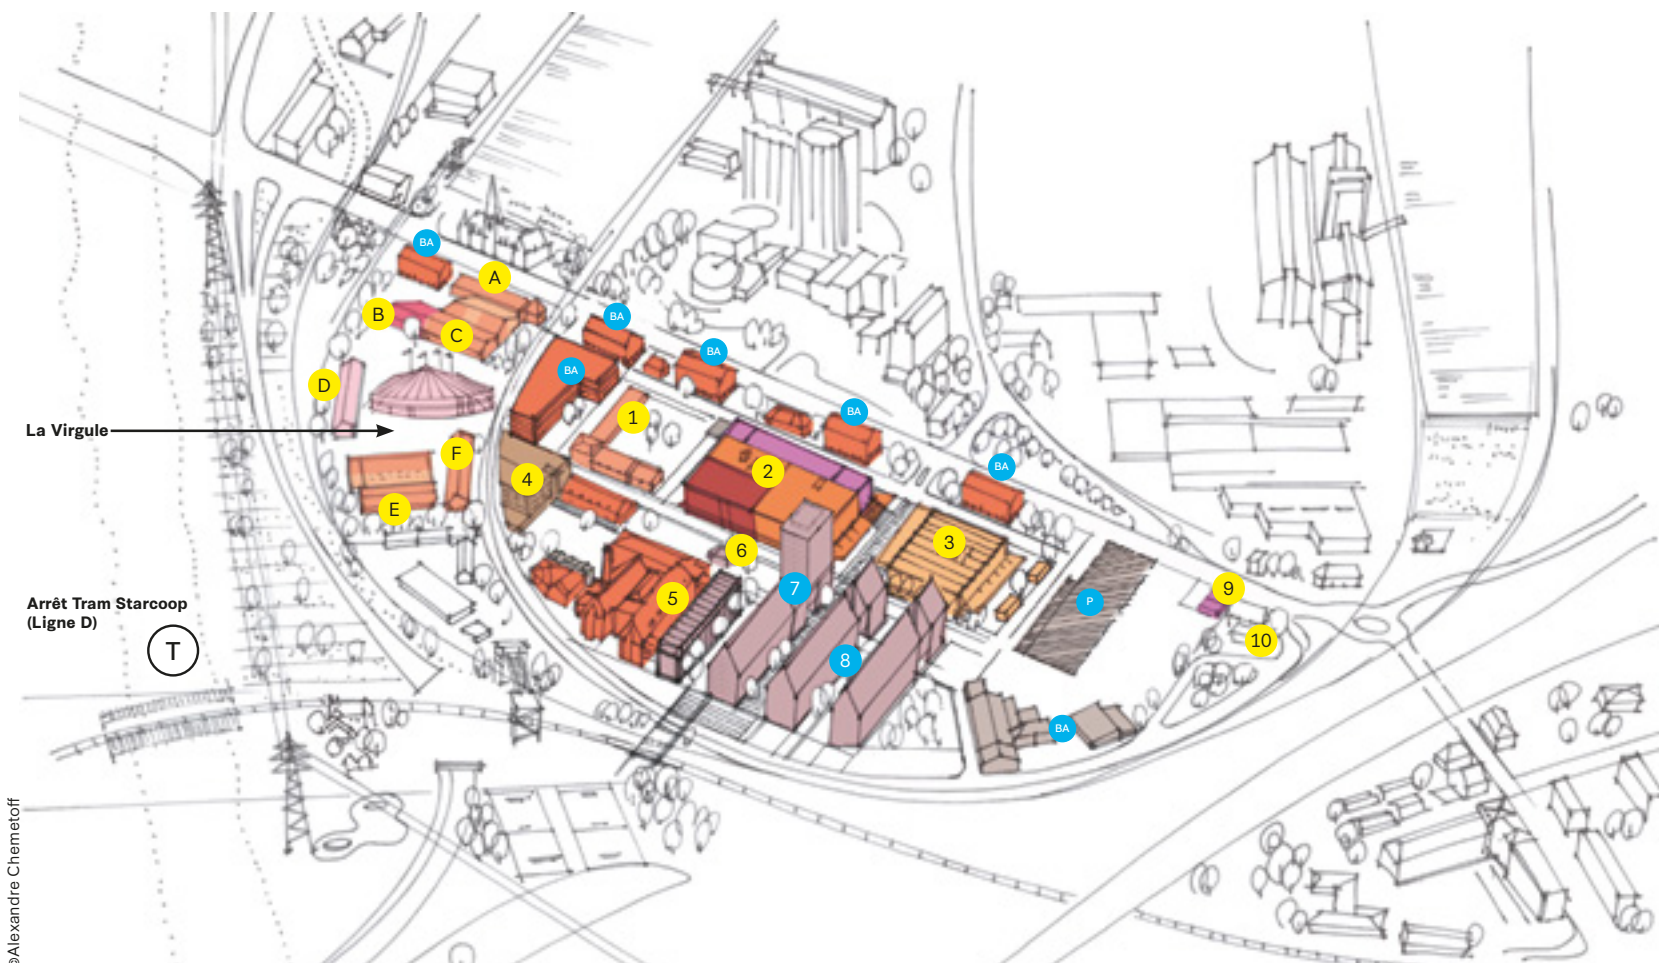 BA
A
B
C
BA
BA
BA
D
1
BA
La Virgule
F
2
BA
4
E
3
6
7
5
9
P
Arrêt Tram Starcoop
(Ligne D)
T
10
8
BA
©Alexandre Chemetoff